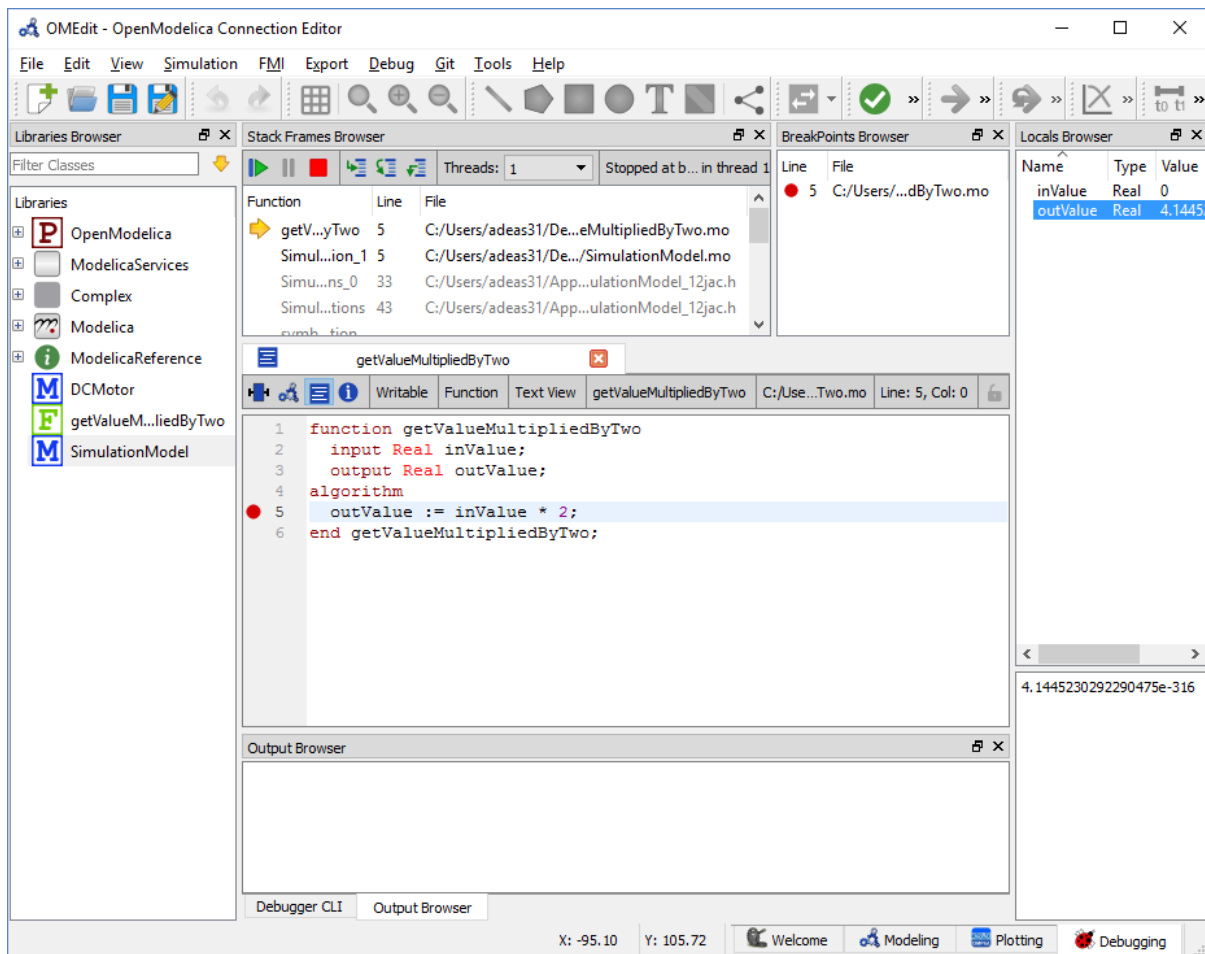 OMEdit - OpenModelica Connection Editor
File Edit View Simulation FMI Export Debug Git Tools Help
T » » » » t0 t1 »
Libraries Browser
Filter Classes
Libraries
OpenModelica
ModelicaServices
Complex
Modelica
ModelicaReference
DCMotor
getValueM...liedByTwo
SimulationModel
Stack Frames Browser
Threads: 1 Stopped at b... in thread 1
Function Line File
getV...yTwo 5 C:/Users/adeas31/De...eMultipliedByTwo.mo
Simul...ion_1 5 C:/Users/adeas31/De.../SimulationModel.mo
Simu...ns_0 33 C:/Users/adeas31/App...ulationModel_12jac.h
Simul...tions 43 C:/Users/adeas31/App...ulationModel_12jac.h
BreakPoints Browser
Line File
5 C:/Users/...dByTwo.mo
Locals Browser
Name Type Value
inValue Real 0
outValue Real 4.1445
4.1445230292290475e-316
getValueMultipliedByTwo
Writable Function Text View getValueMultipliedByTwo C:/Use...Two.mo Line: 5, Col: 0
1 function getValueMultipliedByTwo
2 input Real inValue;
3 output Real outValue;
4 algorithm
5 outValue := inValue * 2;
6 end getValueMultipliedByTwo;
Output Browser
Debugger CLI Output Browser
X: -95.10 Y: 105.72 Welcome Modeling Plotting Debugging